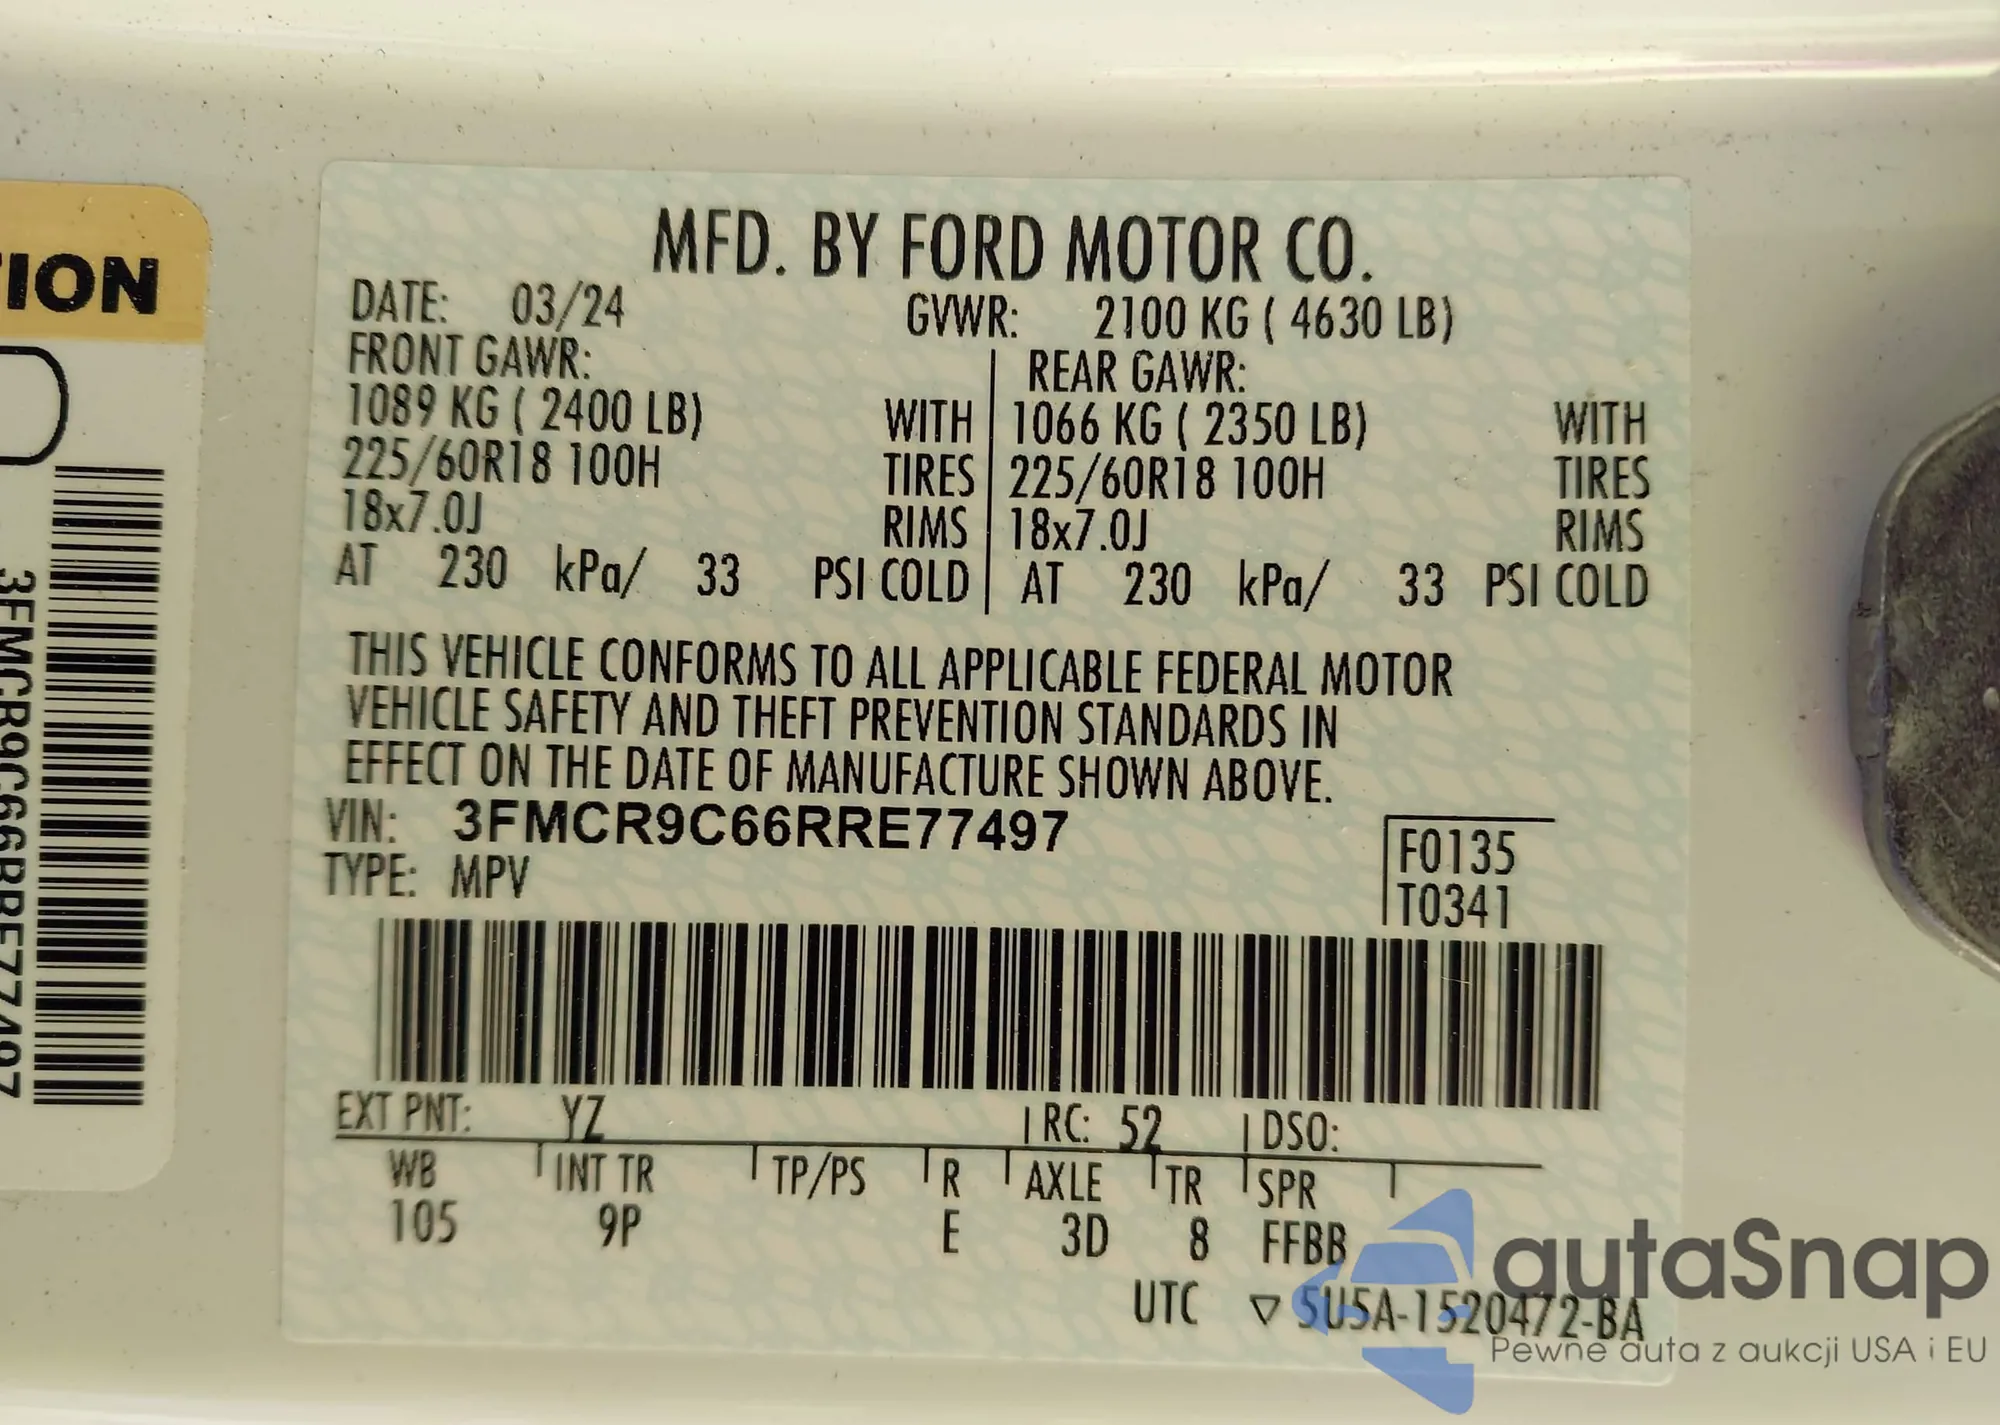 TION
3FMCR9C66RRE77497
MFD. BY FORD MOTOR CO.
DATE: 03/24 GVWR: 2100 KG ( 4630 LB)
FRONT GAWR: REAR GAWR:
1089 KG ( 2400 LB) WITH 1066 KG ( 2350 LB) WITH
225/60R18 100H TIRES 225/60R18 100H TIRES
18x7.0J RIMS 18x7.0J RIMS
AT 230 kPa/ 33 PSI COLD AT 230 kPa/ 33 PSI COLD
THIS VEHICLE CONFORMS TO ALL APPLICABLE FEDERAL MOTOR
VEHICLE SAFETY AND THEFT PREVENTION STANDARDS IN
EFFECT ON THE DATE OF MANUFACTURE SHOWN ABOVE.
VIN: 3FMCR9C66RRE77497
TYPE: MPV
F0135
T0341
EXT PNT: YZ RC: 52 DSO:
WB INT TR TP/PS R AXLE TR SPR
105 9P E 3D 8 FFBB
UTC ▽ 5U5A-1520472-BA
autaSnap
Pewne auta z aukcji USA i EU